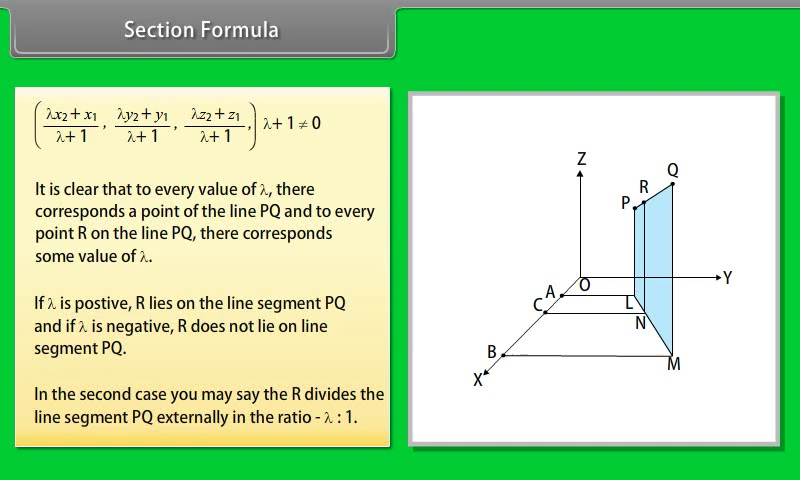 Section Formula
(λx₂ + x₁ / λ + 1 , λy₂ + y₁ / λ + 1 , λz₂ + z₁ / λ + 1 ,) λ + 1 ≠ 0
It is clear that to every value of λ, there
corresponds a point of the line PQ and to every
point R on the line PQ, there corresponds
some value of λ.
If λ is postive, R lies on the line segment PQ
and if λ is negative, R does not lie on line
segment PQ.
In the second case you may say the R divides the
line segment PQ externally in the ratio - λ : 1.
Z
Q
R
P
Y
O
A
L
C
N
B
M
X